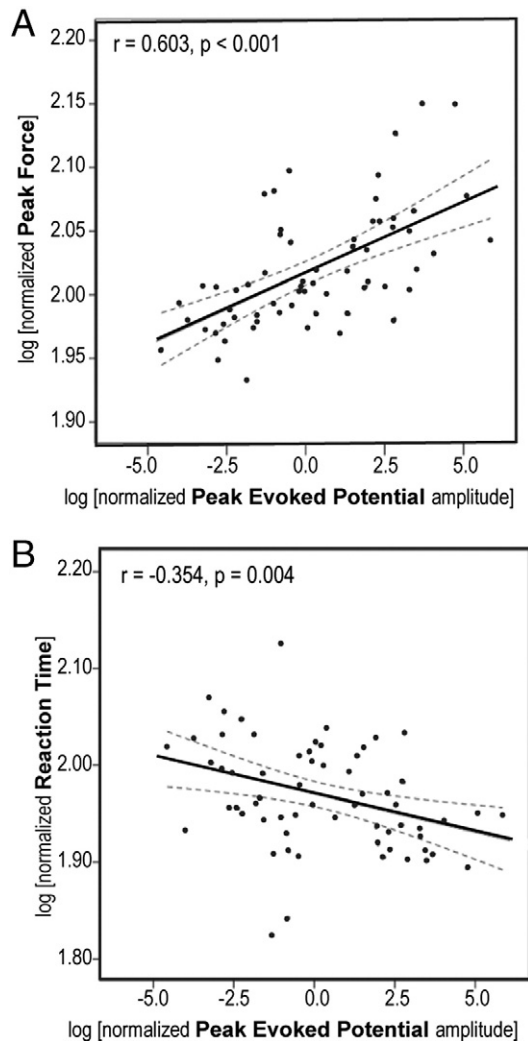 A
r = 0.603, p < 0.001
2.20
2.15
2.10
2.05
2.00
1.95
1.90
log [normalized Peak Force]
-5.0 -2.5 0.0 2.5 5.0
log [normalized Peak Evoked Potential amplitude]
B
r = -0.354, p = 0.004
2.20
2.10
2.00
1.90
1.80
log [normalized Reaction Time]
-5.0 -2.5 0.0 2.5 5.0
log [normalized Peak Evoked Potential amplitude]